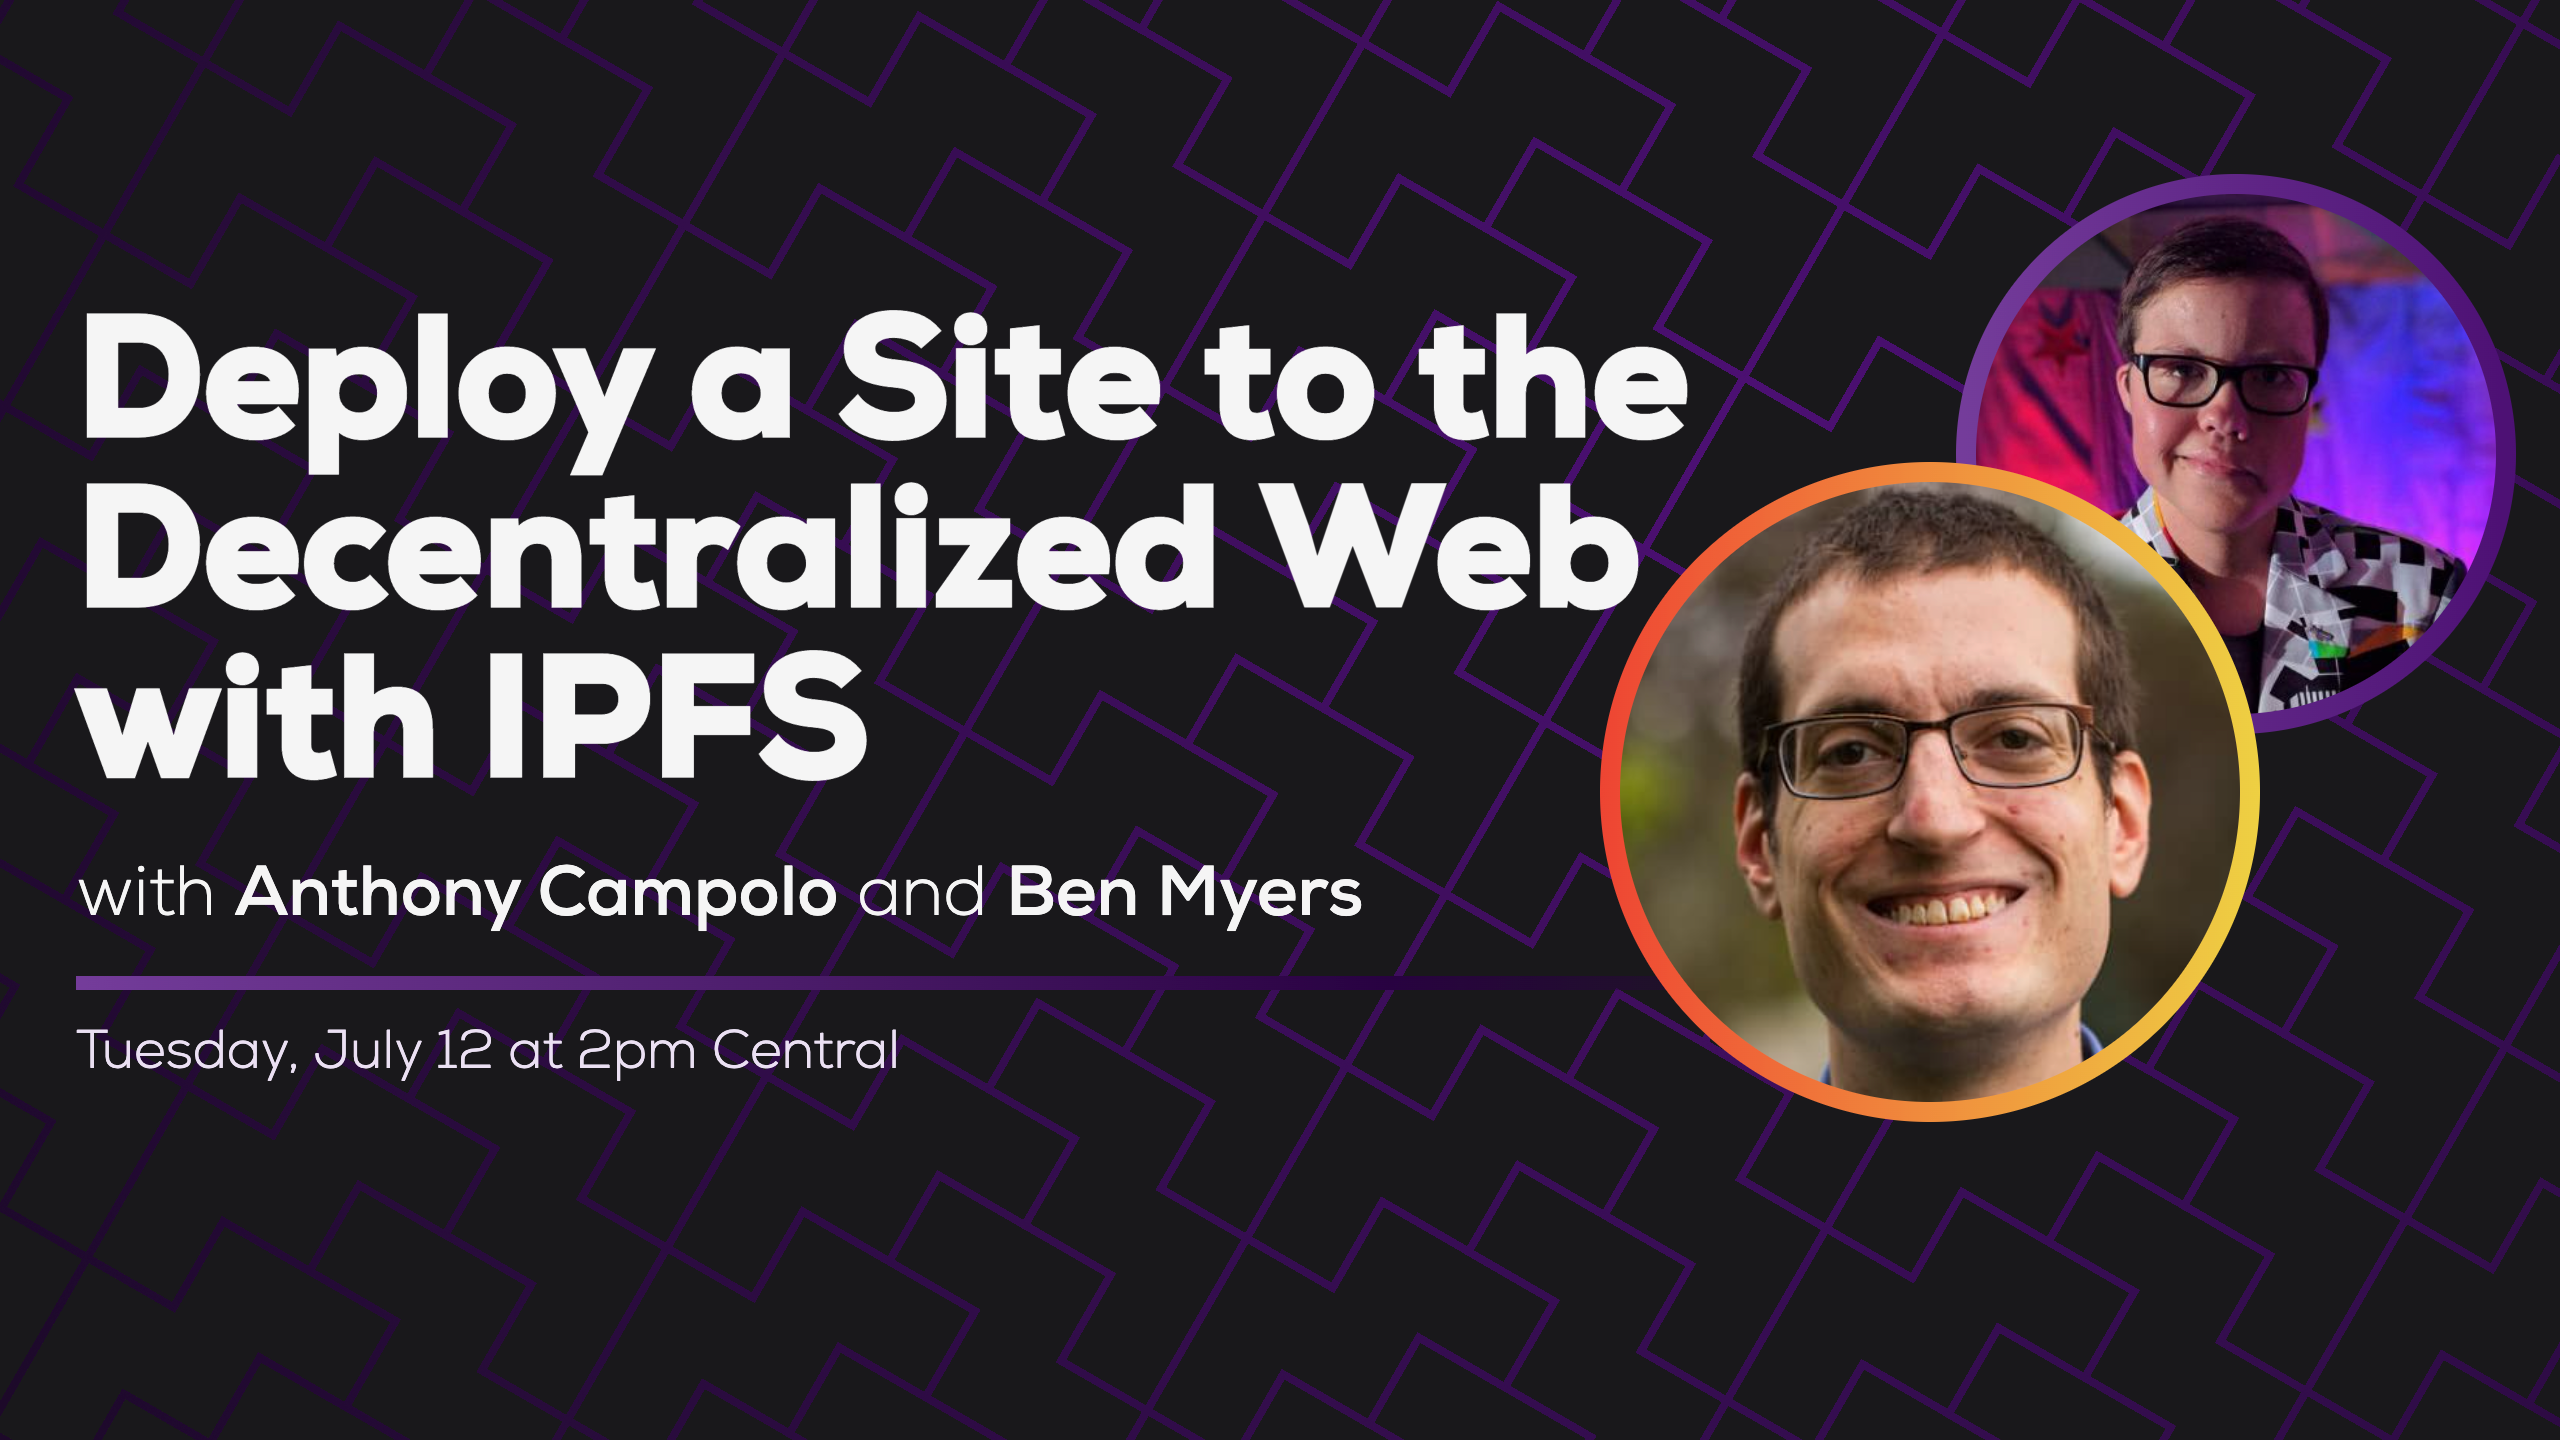 Deploy a Site to the
Decentralized Web
with IPFS
with Anthony Campolo and Ben Myers
Tuesday, July 12 at 2pm Central